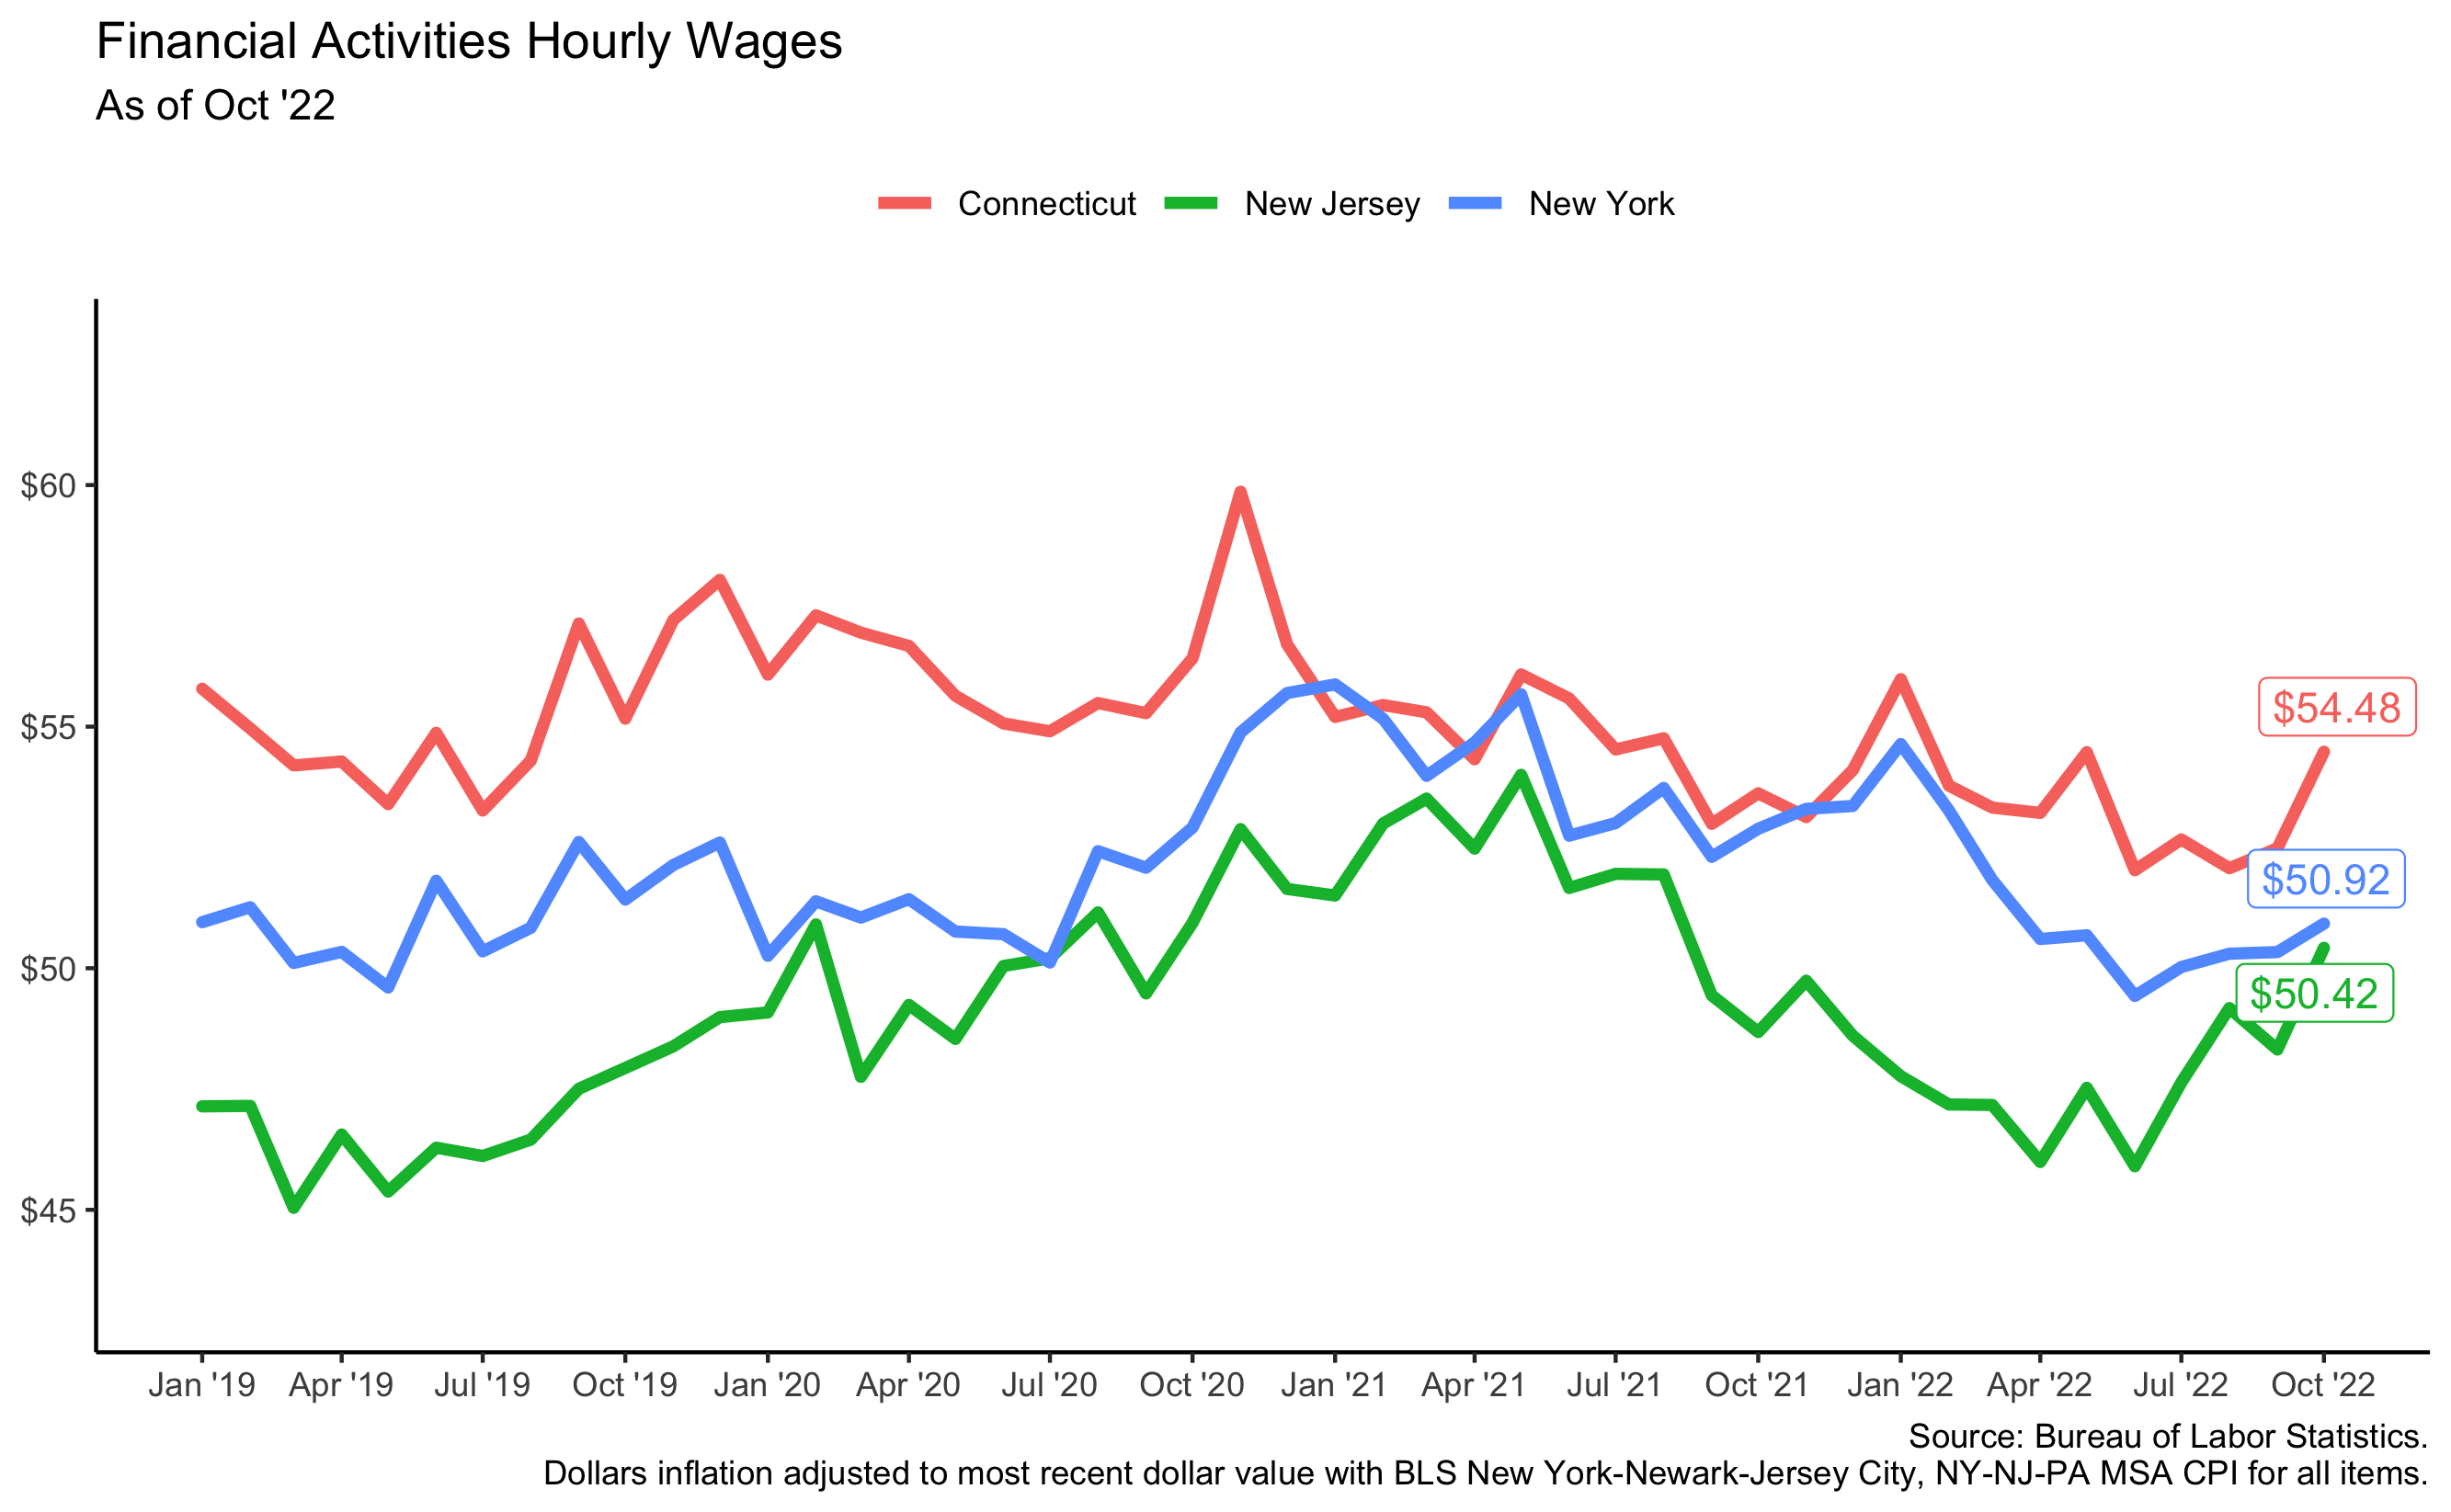 Financial Activities Hourly Wages
As of Oct '22
Connecticut New Jersey New York
$60
$55
$50
$45
$54.48
$50.92
$50.42
Jan '19 Apr '19 Jul '19 Oct '19 Jan '20 Apr '20 Jul '20 Oct '20 Jan '21 Apr '21 Jul '21 Oct '21 Jan '22 Apr '22 Jul '22 Oct '22
Source: Bureau of Labor Statistics.
Dollars inflation adjusted to most recent dollar value with BLS New York-Newark-Jersey City, NY-NJ-PA MSA CPI for all items.